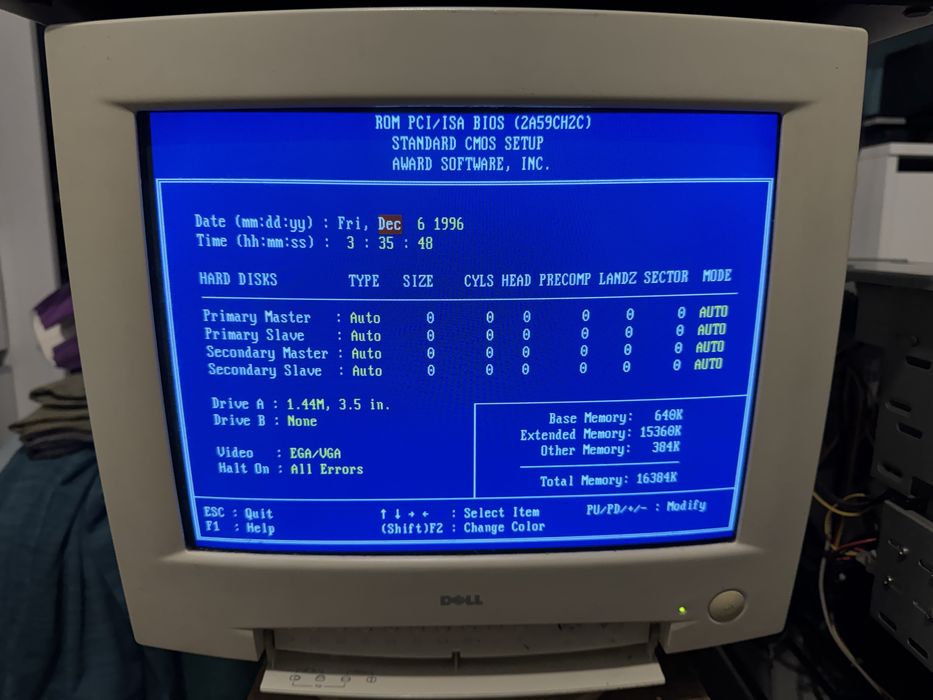 ROM PCI/ISA BIOS (2A59CH2C)
STANDARD CMOS SETUP
AWARD SOFTWARE, INC.
Date (mm:dd:yy) : Fri, Dec 6 1996
Time (hh:mm:ss) : 3 : 35 : 48
HARD DISKS TYPE SIZE CYLS HEAD PRECOMP LANDZ SECTOR MODE
Primary Master : Auto 0 0 0 0 0 0 AUTO
Primary Slave : Auto 0 0 0 0 0 0 AUTO
Secondary Master : Auto 0 0 0 0 0 0 AUTO
Secondary Slave : Auto 0 0 0 0 0 0 AUTO
Drive A : 1.44M, 3.5 in.
Drive B : None
Video : EGA/VGA
Halt On : All Errors
Base Memory: 640K
Extended Memory: 15360K
Other Memory: 384K
Total Memory: 16384K
ESC : Quit
F1 : Help
↑ ↓ → ← : Select Item
(Shift)F2 : Change Color
PU/PD/+/- : Modify
DELL